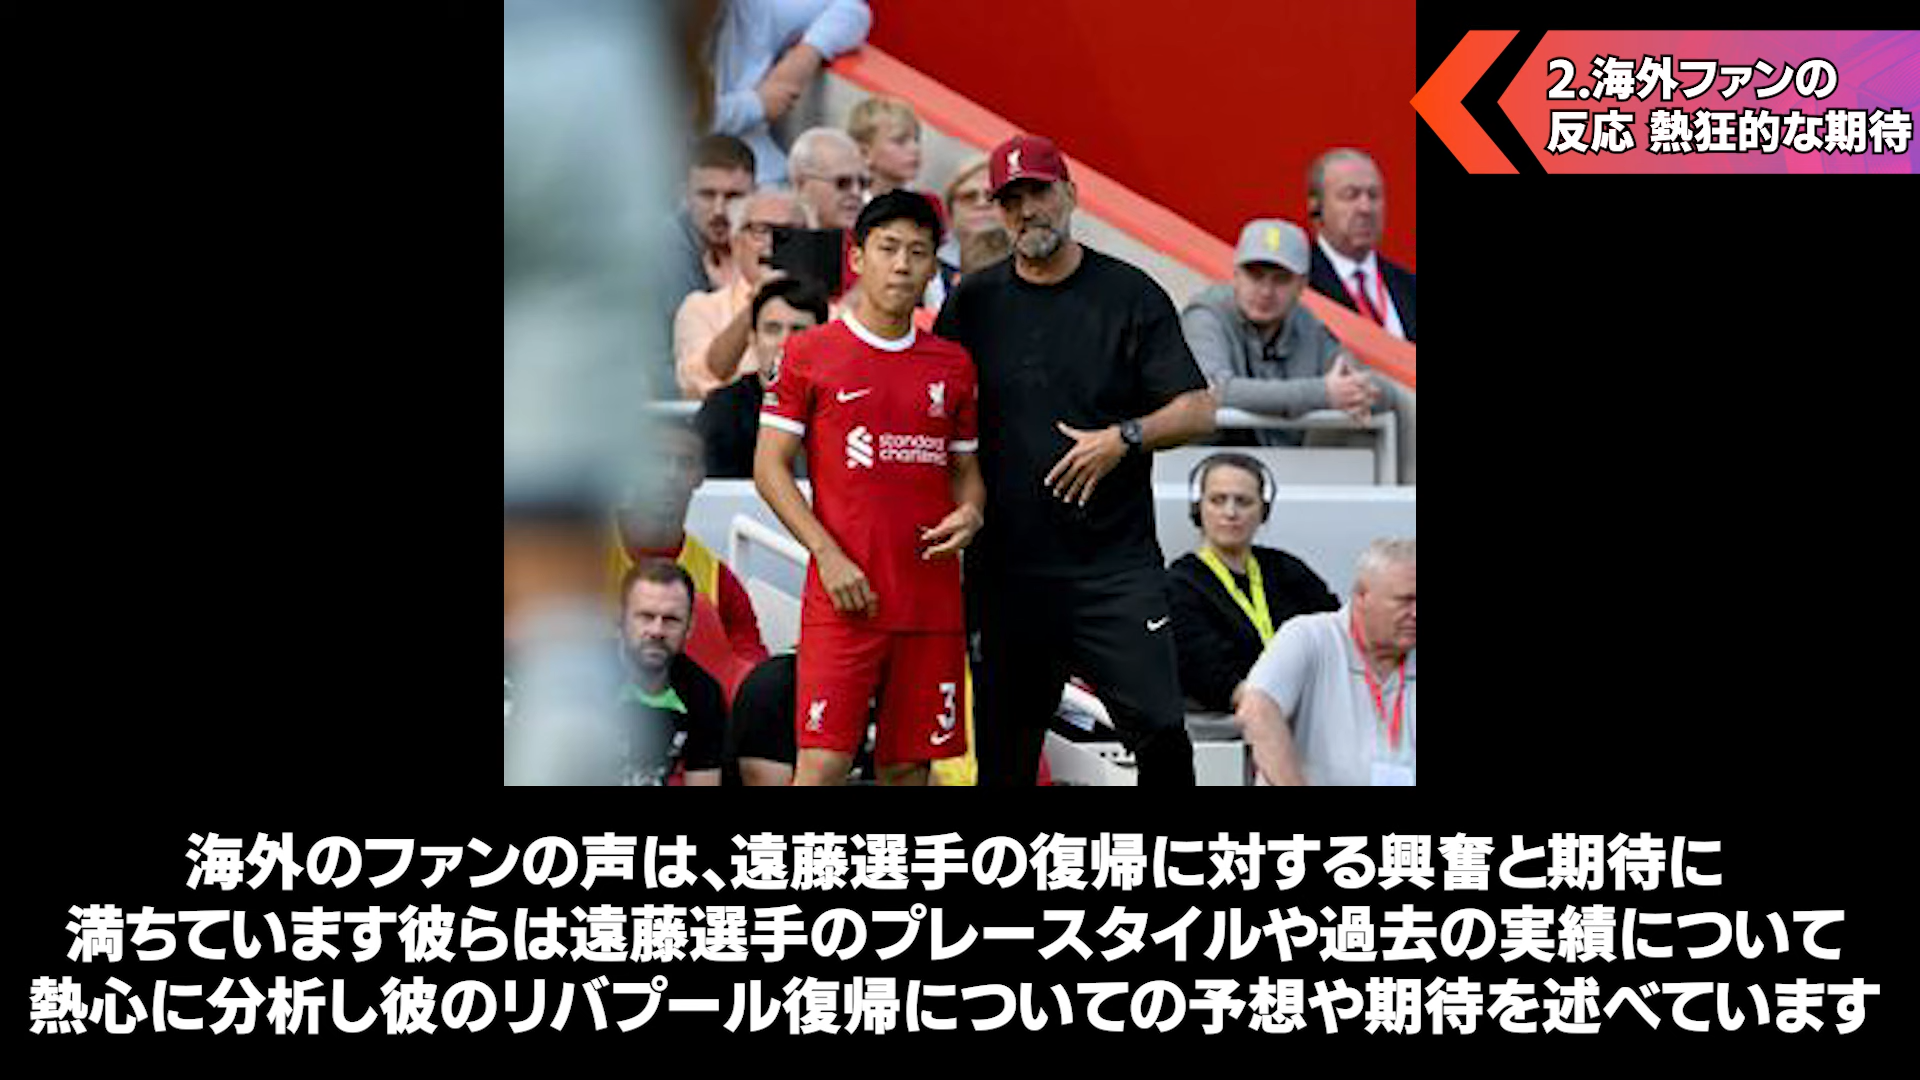 2.海外ファンの
反応 熱狂的な期待
standard
chartered
3
海外のファンの声は、遠藤選手の復帰に対する興奮と期待に
満ちています彼らは遠藤選手のプレースタイルや過去の実績について
熱心に分析し彼のリバプール復帰についての予想や期待を述べています